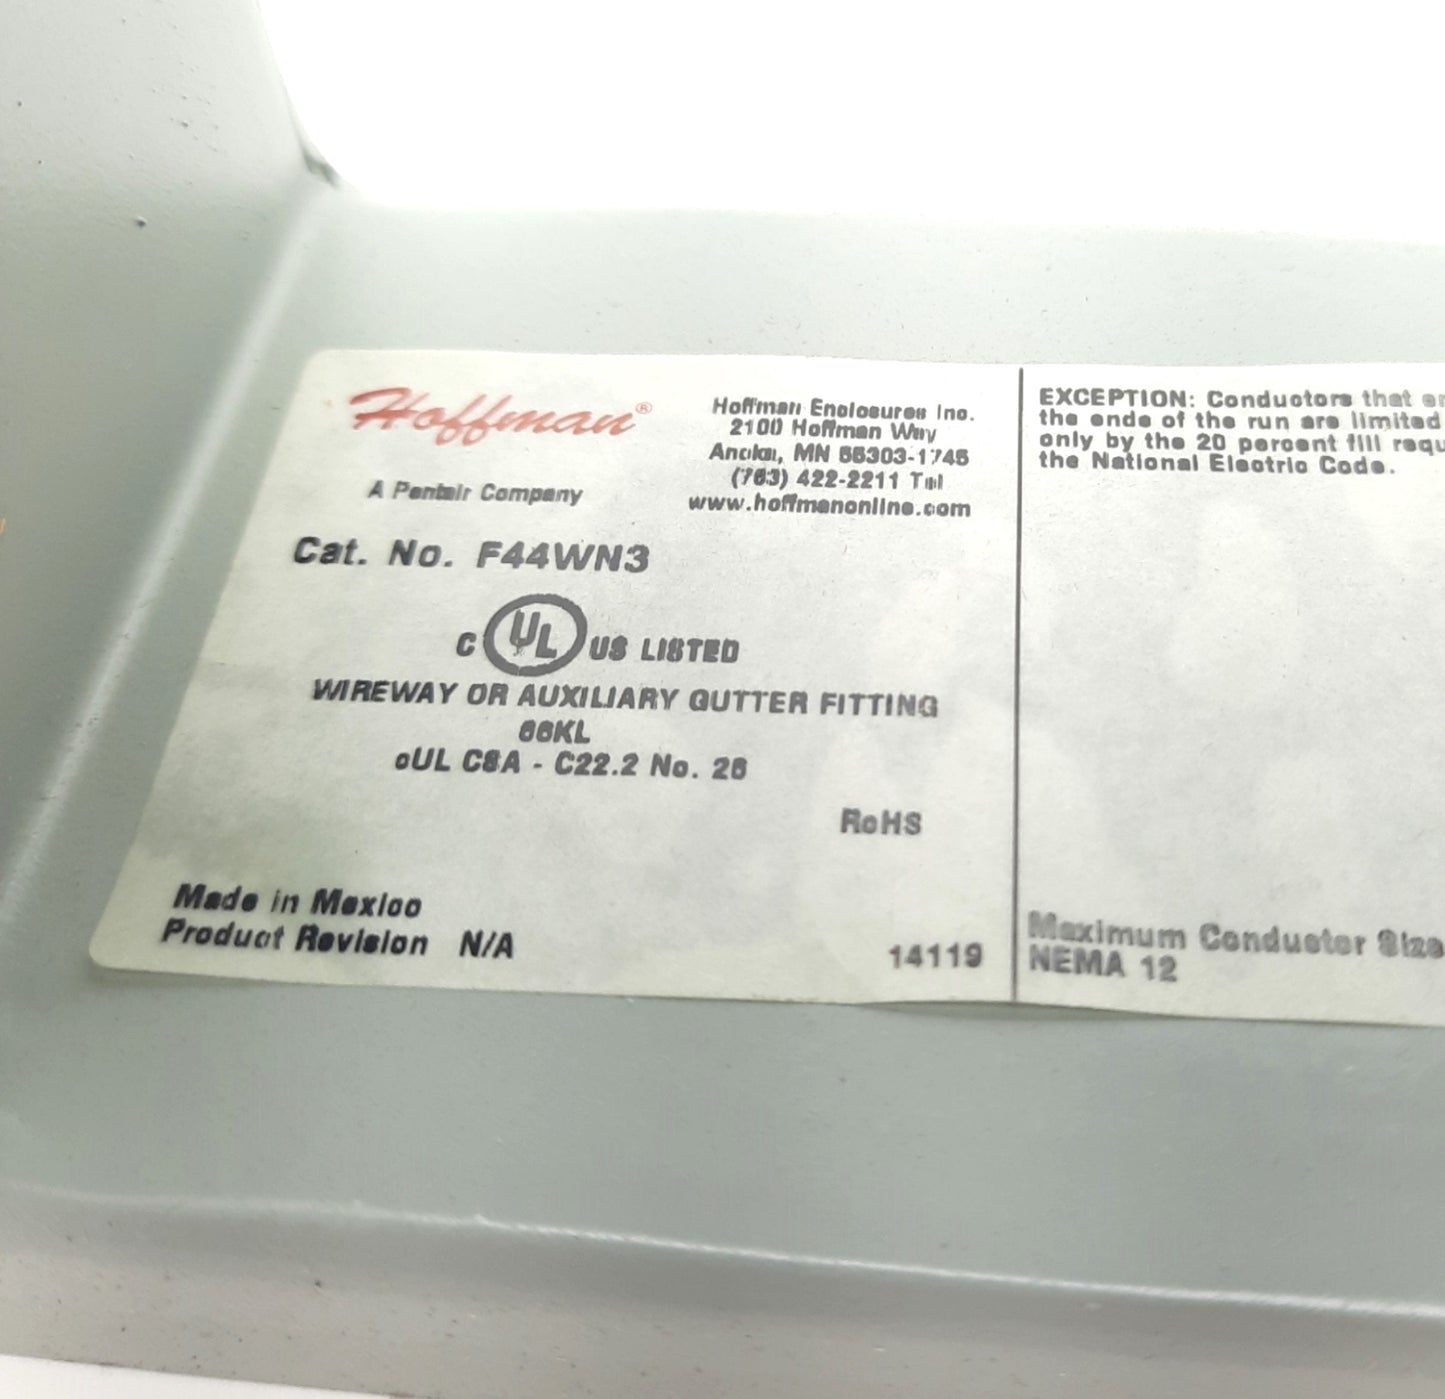 Hoffman®
A Pentair Company
Hoffman Enclosures Inc.
2100 Hoffman Way
Anoka, MN 55303-1745
(763) 422-2211 Tel
www.hoffmanonline.com
Cat. No. F44WN3
C UL US LISTED
WIREWAY OR AUXILIARY GUTTER FITTING
66KL
cUL CSA - C22.2 No. 26
RoHS
Made in Mexico
Product Revision N/A
14119
EXCEPTION: Conductors that
the ends of the run are limited
only by the 20 percent fill
the National Electric Code.
Maximum Conductor Size
NEMA 12